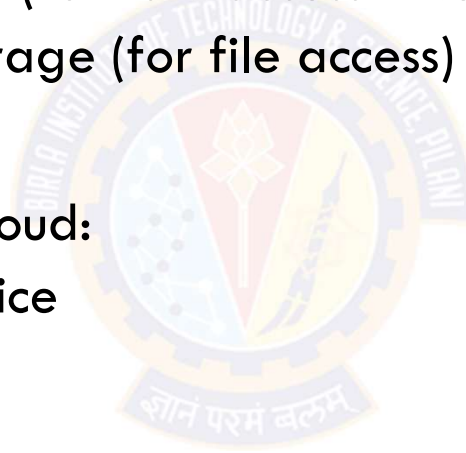 rage (for file access)
BIRLA INSTITUTE OF TECHNOLOGY & SCIENCE, PILANI
oud:
ice
ज्ञानं परमं बलम्